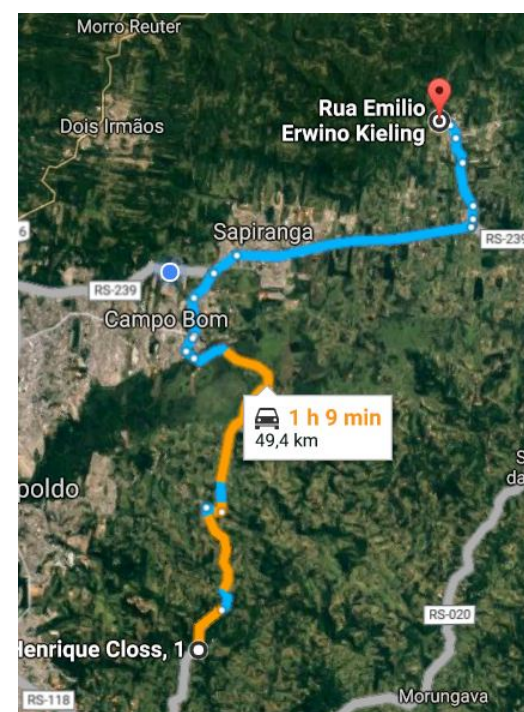 Morro Reuter
Dois Irmãos
Rua Emilio
Erwino Kieling
Sapiranga
6
RS-239
RS-239
Campo Bom
1 h 9 min
49,4 km
poldo
S
da
RS-020
Henrique Closs, 1
RS-118
Morungava